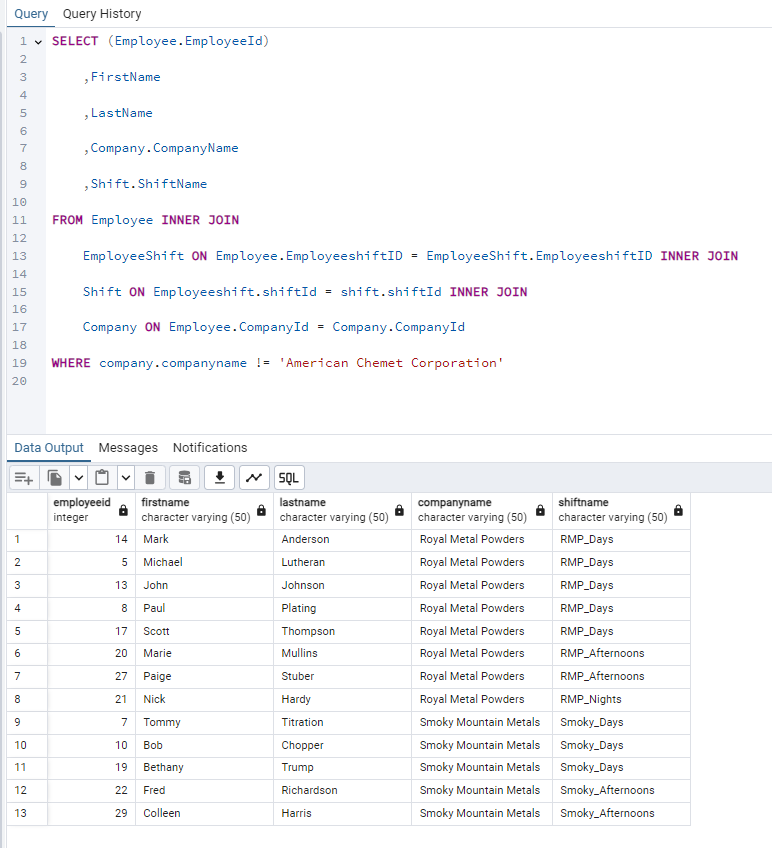 Query Query History
1 SELECT (Employee.EmployeeId)
2
3 ,FirstName
4
5 ,LastName
6
7 ,Company.CompanyName
8
9 ,Shift.ShiftName
10
11 FROM Employee INNER JOIN
12
13 EmployeeShift ON Employee.EmployeeshiftID = EmployeeShift.EmployeeshiftID INNER JOIN
14
15 Shift ON Employeeshift.shiftId = shift.shiftId INNER JOIN
16
17 Company ON Employee.CompanyId = Company.CompanyId
18
19 WHERE company.companyname != 'American Chemet Corporation'
20
Data Output Messages Notifications
SQL
employeeid firstname lastname companyname shiftname
integer character varying (50) character varying (50) character varying (50) character varying (50)
1 14 Mark Anderson Royal Metal Powders RMP_Days
2 5 Michael Lutheran Royal Metal Powders RMP_Days
3 13 John Johnson Royal Metal Powders RMP_Days
4 8 Paul Plating Royal Metal Powders RMP_Days
5 17 Scott Thompson Royal Metal Powders RMP_Days
6 20 Marie Mullins Royal Metal Powders RMP_Afternoons
7 27 Paige Stuber Royal Metal Powders RMP_Afternoons
8 21 Nick Hardy Royal Metal Powders RMP_Nights
9 7 Tommy Titration Smoky Mountain Metals Smoky_Days
10 10 Bob Chopper Smoky Mountain Metals Smoky_Days
11 19 Bethany Trump Smoky Mountain Metals Smoky_Days
12 22 Fred Richardson Smoky Mountain Metals Smoky_Afternoons
13 29 Colleen Harris Smoky Mountain Metals Smoky_Afternoons